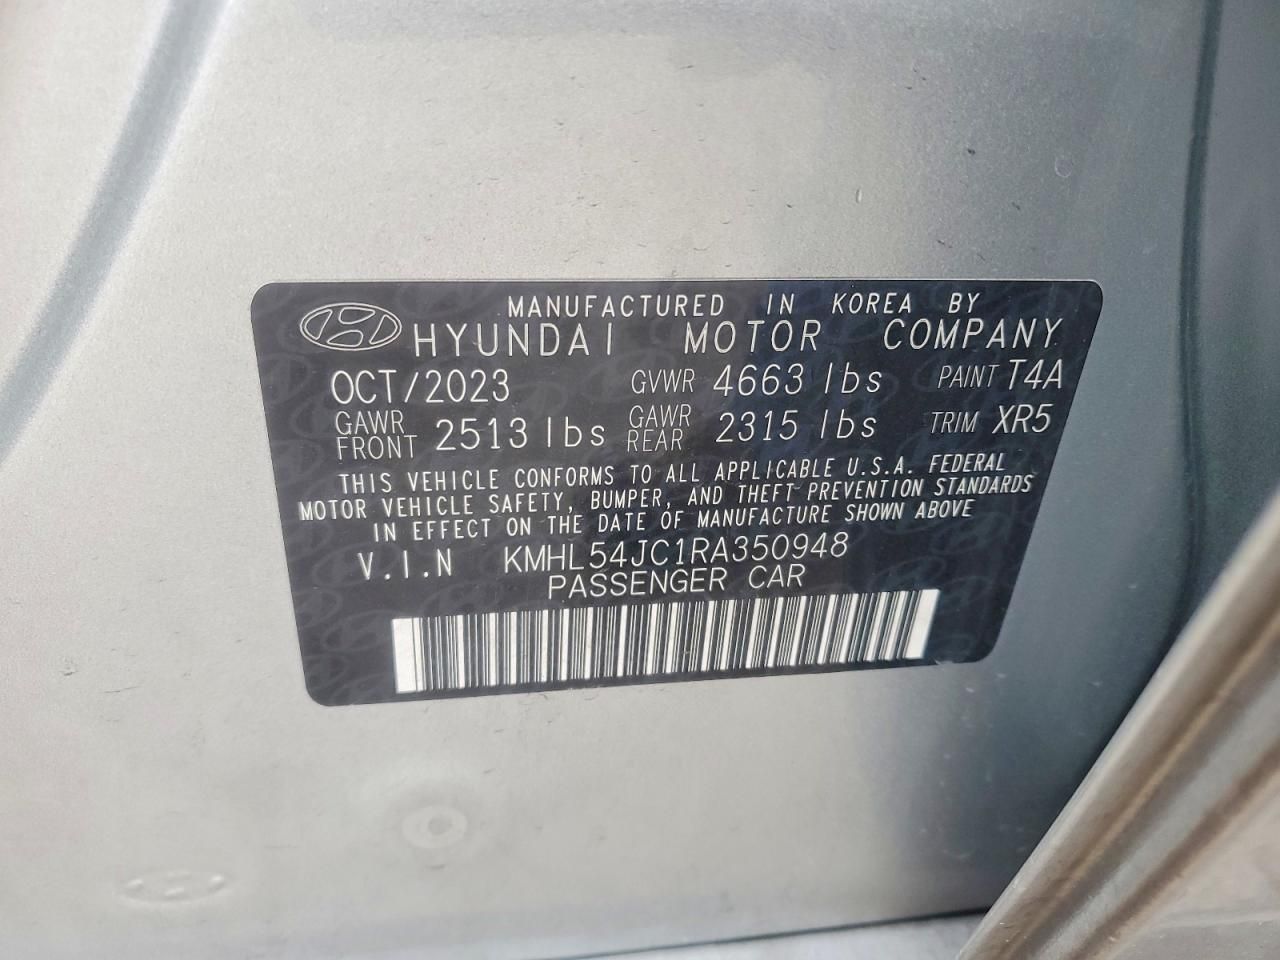 MANUFACTURED IN KOREA BY
HYUNDAI MOTOR COMPANY
OCT/2023 GVWR 4663 lbs PAINT T4A
GAWR FRONT 2513 lbs GAWR REAR 2315 lbs TRIM XR5
THIS VEHICLE CONFORMS TO ALL APPLICABLE U.S.A. FEDERAL
MOTOR VEHICLE SAFETY, BUMPER, AND THEFT PREVENTION STANDARDS
IN EFFECT ON THE DATE OF MANUFACTURE SHOWN ABOVE
V.I.N KMHL54JC1RA350948
PASSENGER CAR